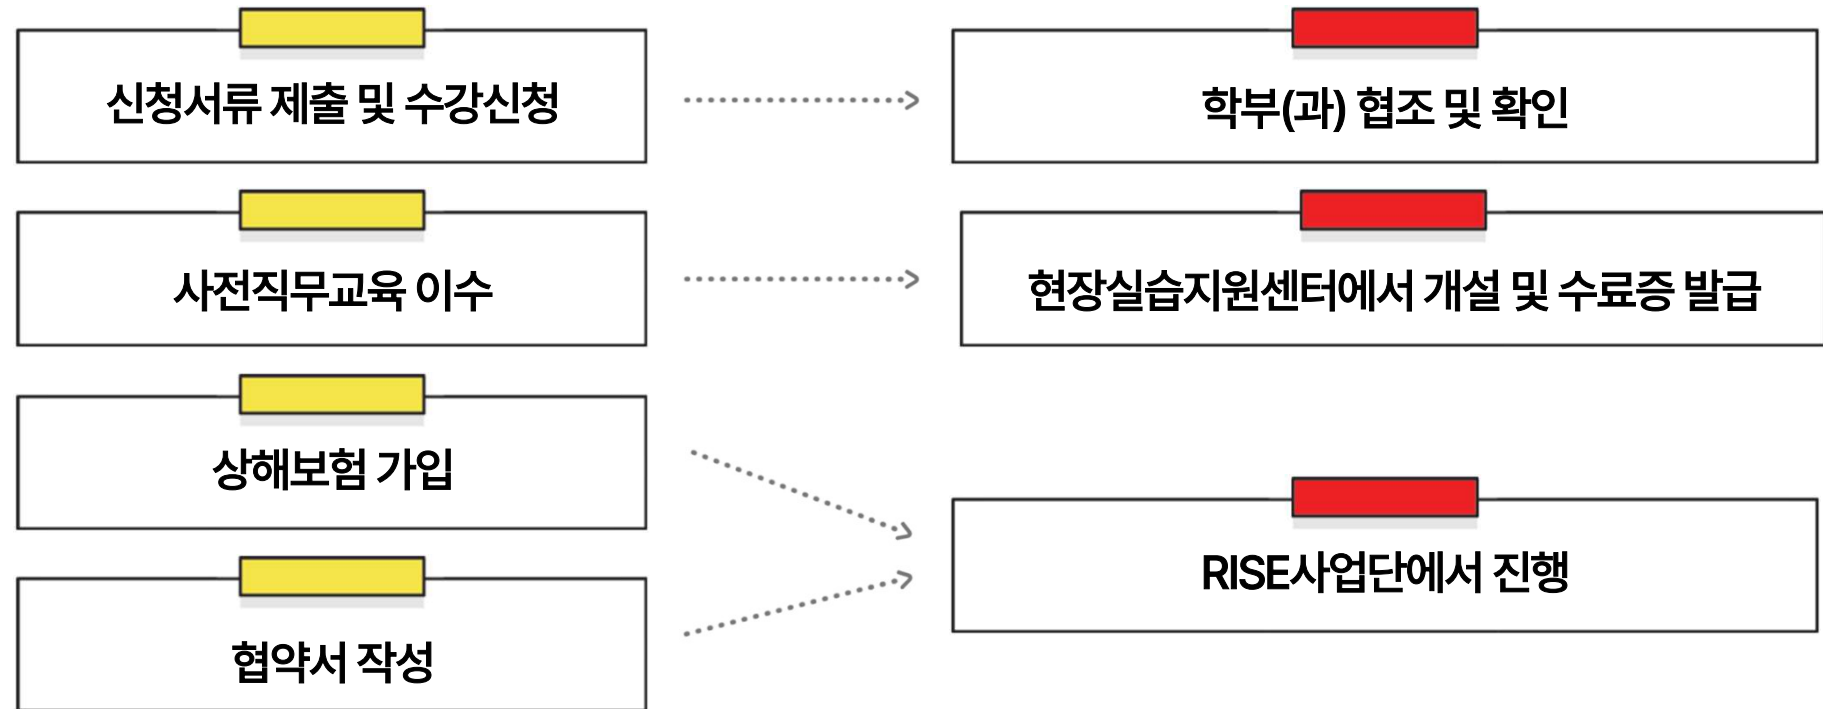 신청서류 제출 및 수강신청
학부(과) 협조 및 확인
사전직무교육 이수
현장실습지원센터에서 개설 및 수료증 발급
상해보험 가입
RISE사업단에서 진행
협약서 작성